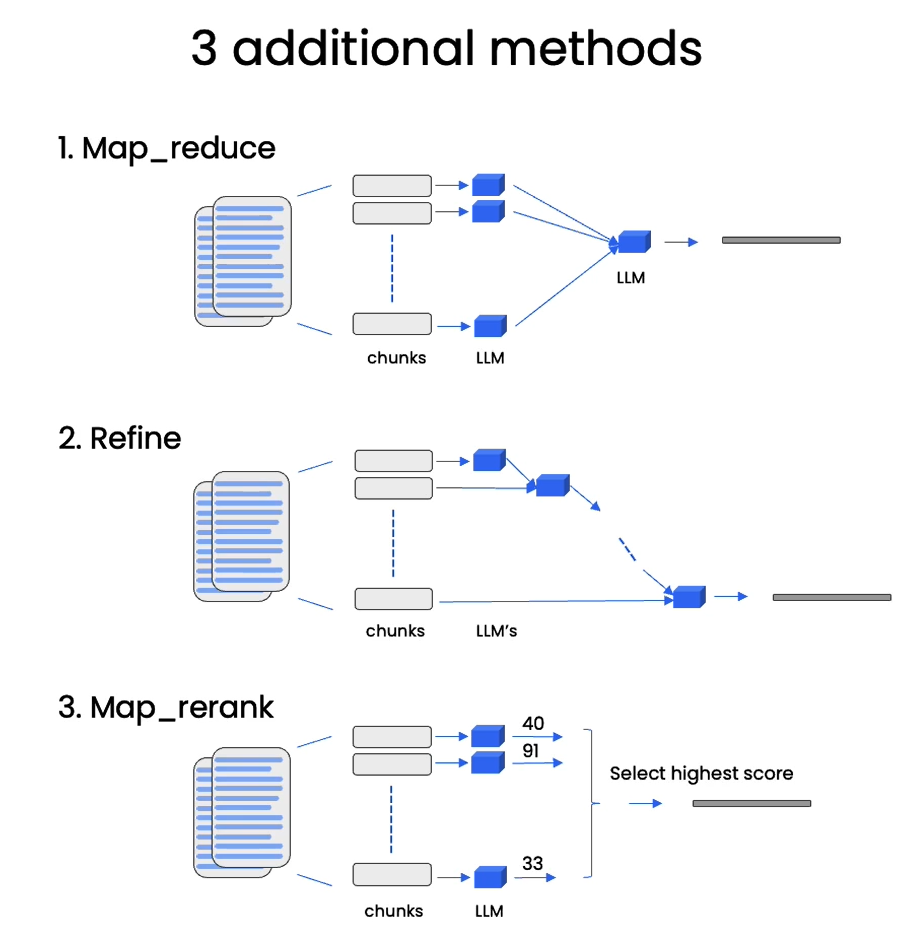 3 additional methods
1. Map_reduce
LLM
chunks
LLM
2. Refine
chunks
LLM's
3. Map_rerank
40
91
Select highest score
33
chunks
LLM